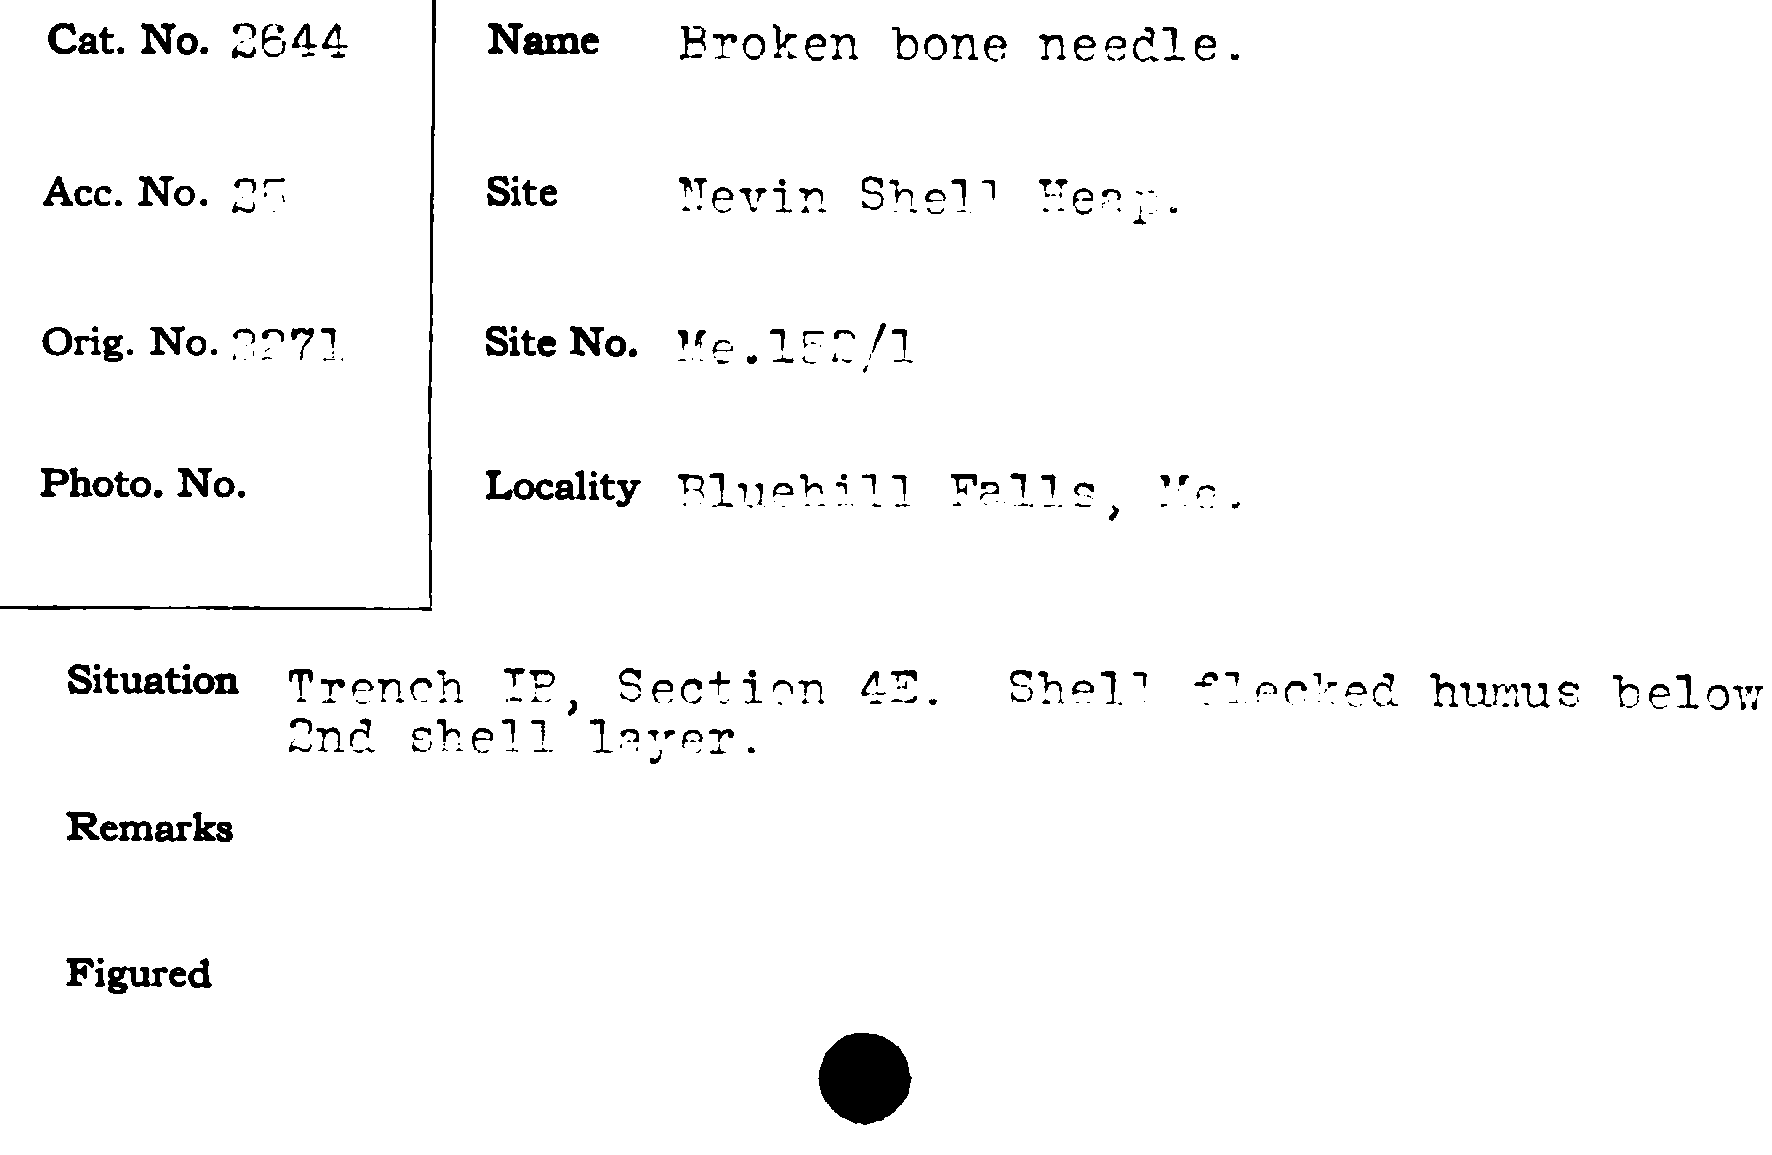 Cat. No. 2644
Name Broken bone needle.
Acc. No. 25
Site Nevin Shell Heap.
Orig. No.
Site No. Me.152/1
Photo. No.
Locality Bluehill Falls, Me.
Situation Trench IB, Section 4E. Shell flecked humus below
2nd shell layer.
Remarks
Figured